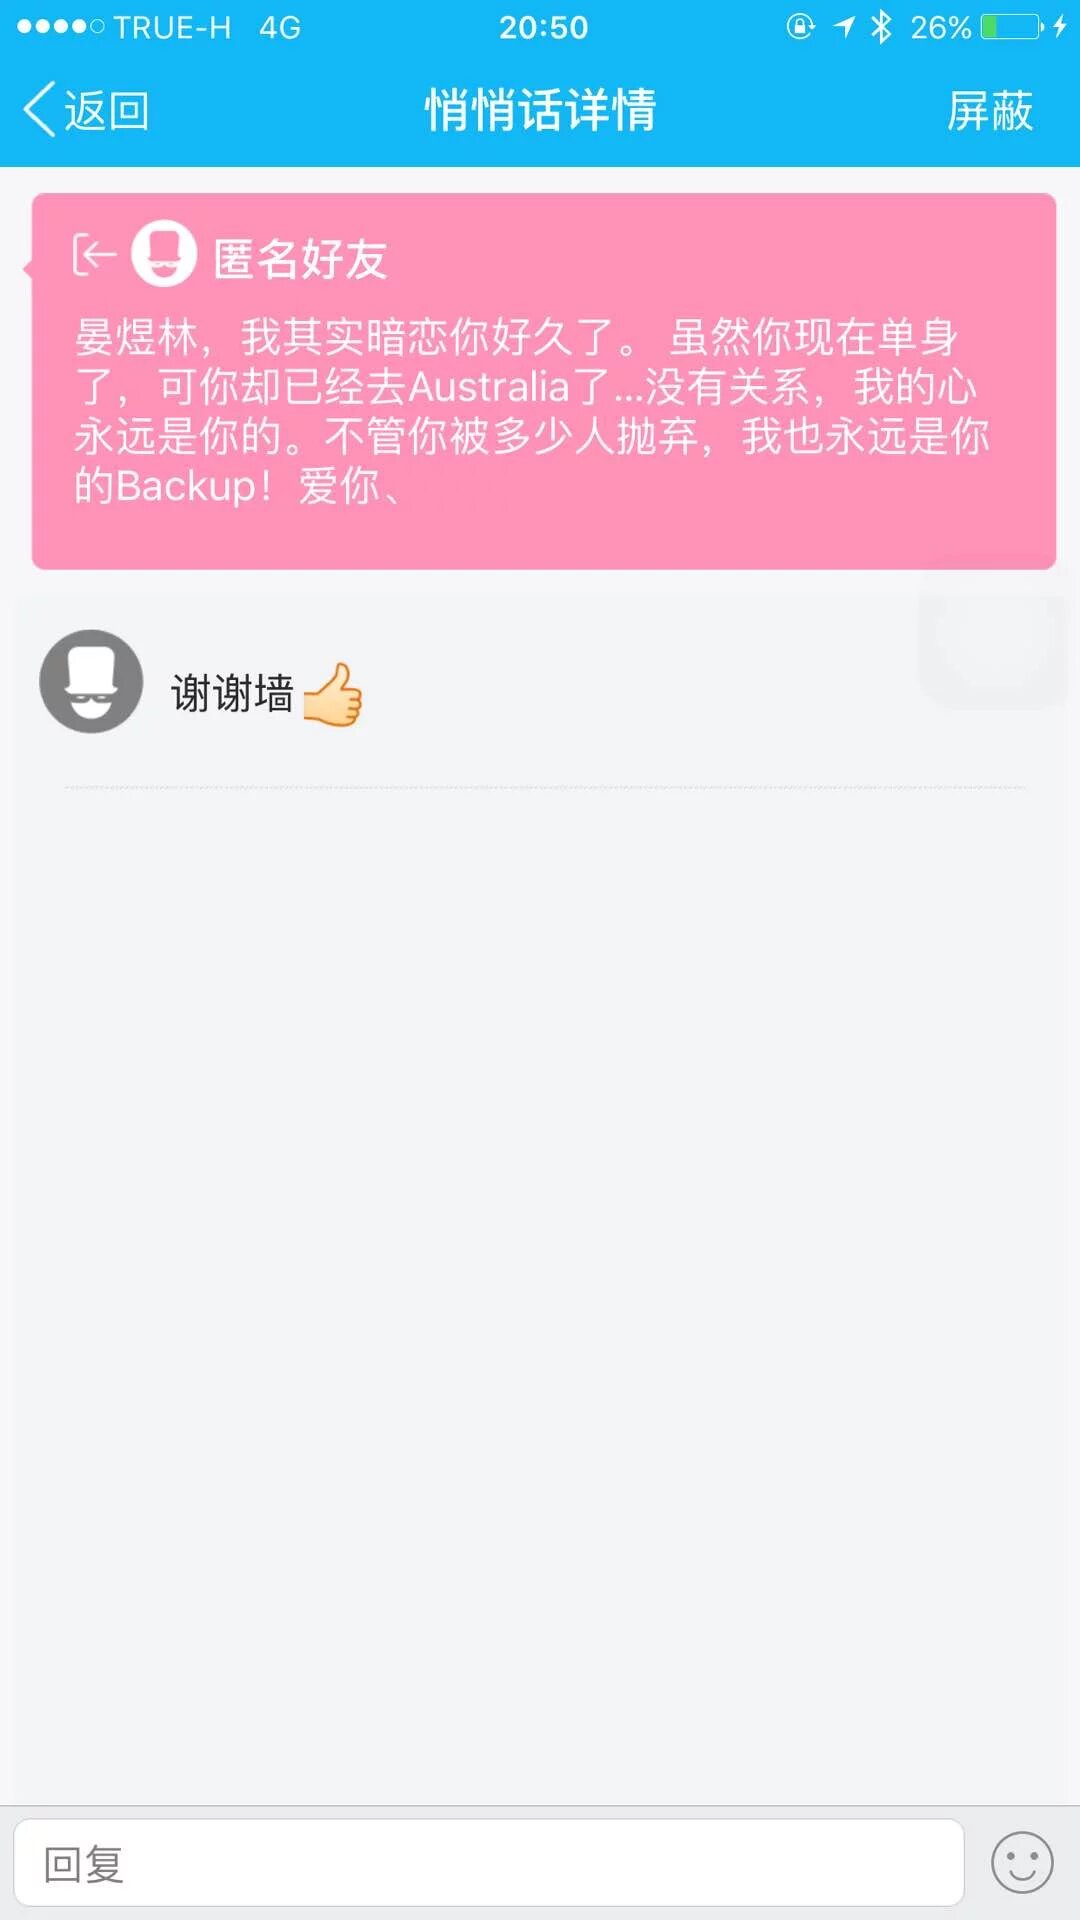 TRUE-H 4G 20:50 26%
返回 悄悄话详情 屏蔽
匿名好友
晏煜林，我其实暗恋你好久了。 虽然你现在单身
了，可你却已经去Australia了...没有关系，我的心
永远是你的。不管你被多少人抛弃，我也永远是你
的Backup！爱你、
谢谢墙👍
回复